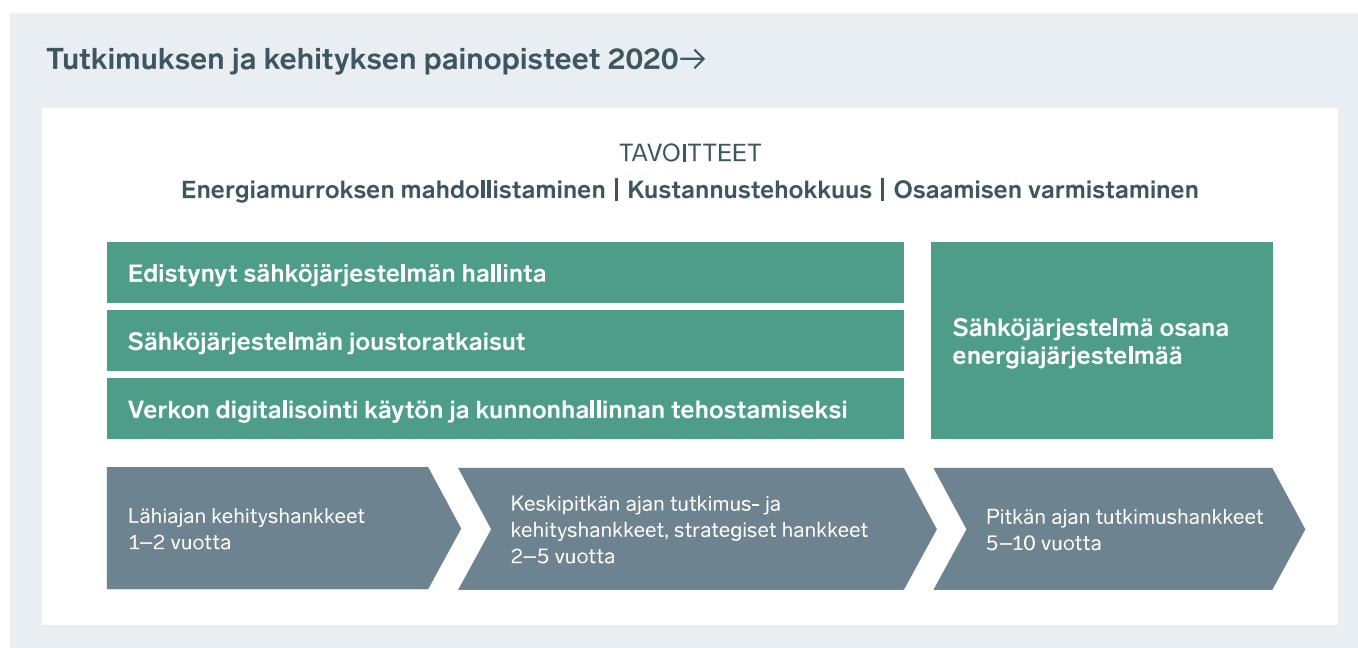 Tutkimuksen ja kehityksen painopisteet 2020→
TAVOITTEET
Energiamurroksen mahdollistaminen | Kustannustehokkuus | Osaamisen varmistaminen
Edistynyt sähköjärjestelmän hallinta
Sähköjärjestelmän joustoratkaisut
Verkon digitalisointi käytön ja kunnonhallinnan tehostamiseksi
Sähköjärjestelmä osana
energiajärjestelmää
Lähiajan kehityshankkeet
1–2 vuotta
Keskipitkän ajan tutkimus- ja
kehityshankkeet, strategiset hankkeet
2–5 vuotta
Pitkän ajan tutkimushankkeet
5–10 vuotta